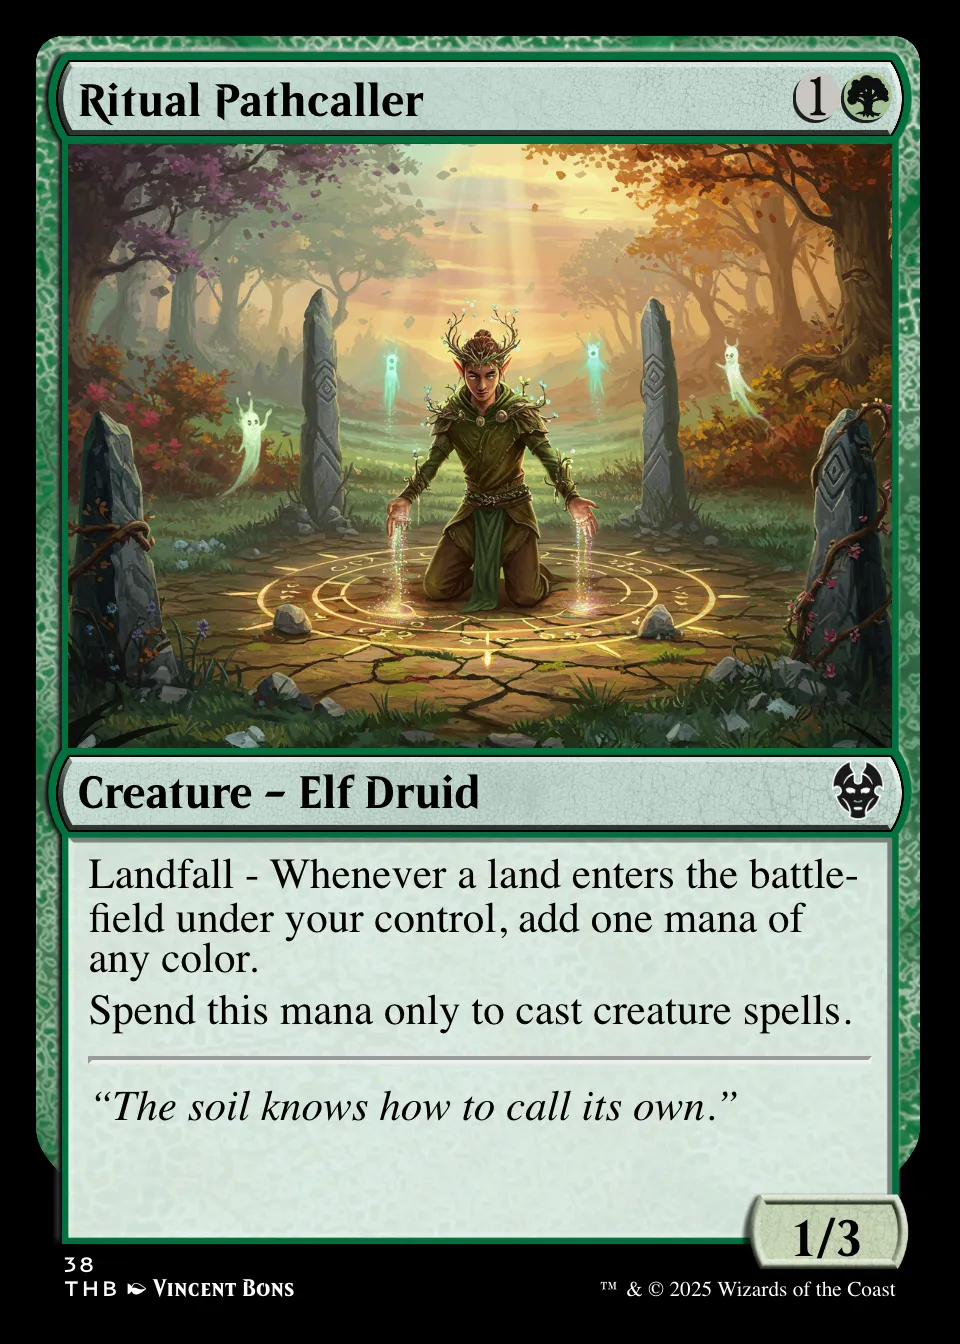 Ritual Pathcaller
1
Creature – Elf Druid
Landfall - Whenever a land enters the battle-
field under your control, add one mana of
any color.
Spend this mana only to cast creature spells.
“The soil knows how to call its own.”
1/3
38
THB Vincent Bons
™ & © 2025 Wizards of the Coast